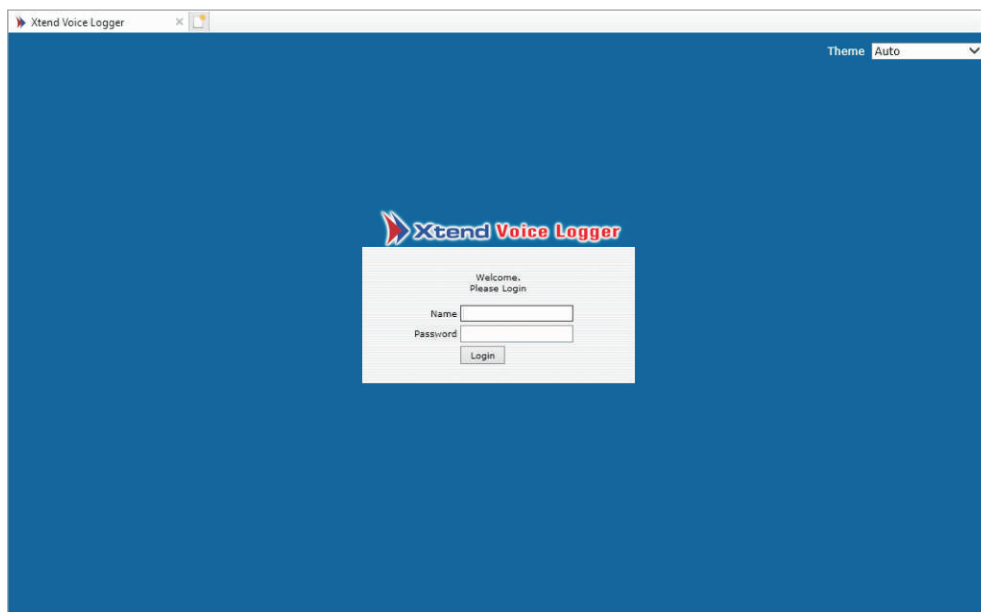 Xtend Voice Logger
Theme Auto
Xtend Voice Logger
Welcome.
Please Login
Name
Password
Login